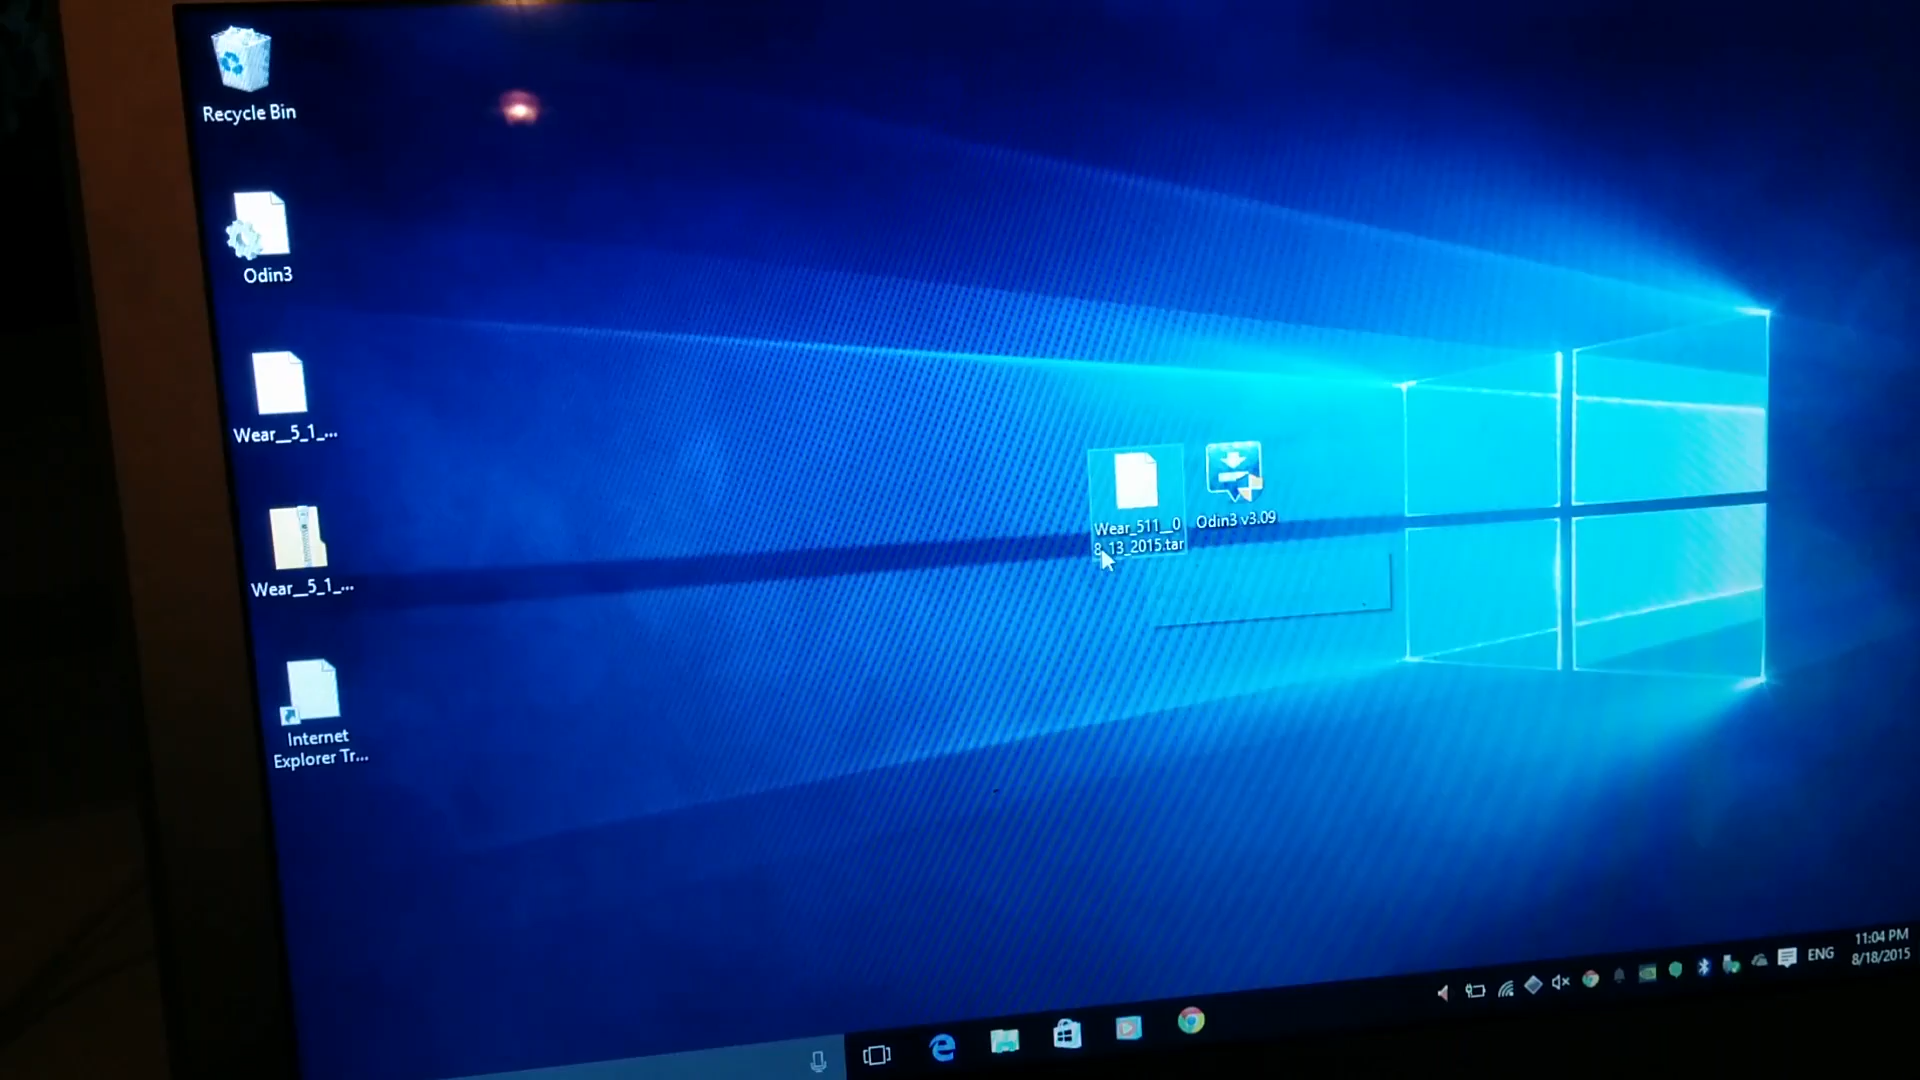 Recycle Bin
Odin3
Wear__5_1_...
Wear__5_1_...
Internet
Explorer Tr...
Wear_511__0
8_13_2015.tar
Odin3 v3.09
ENG
11:04 PM
8/18/2015